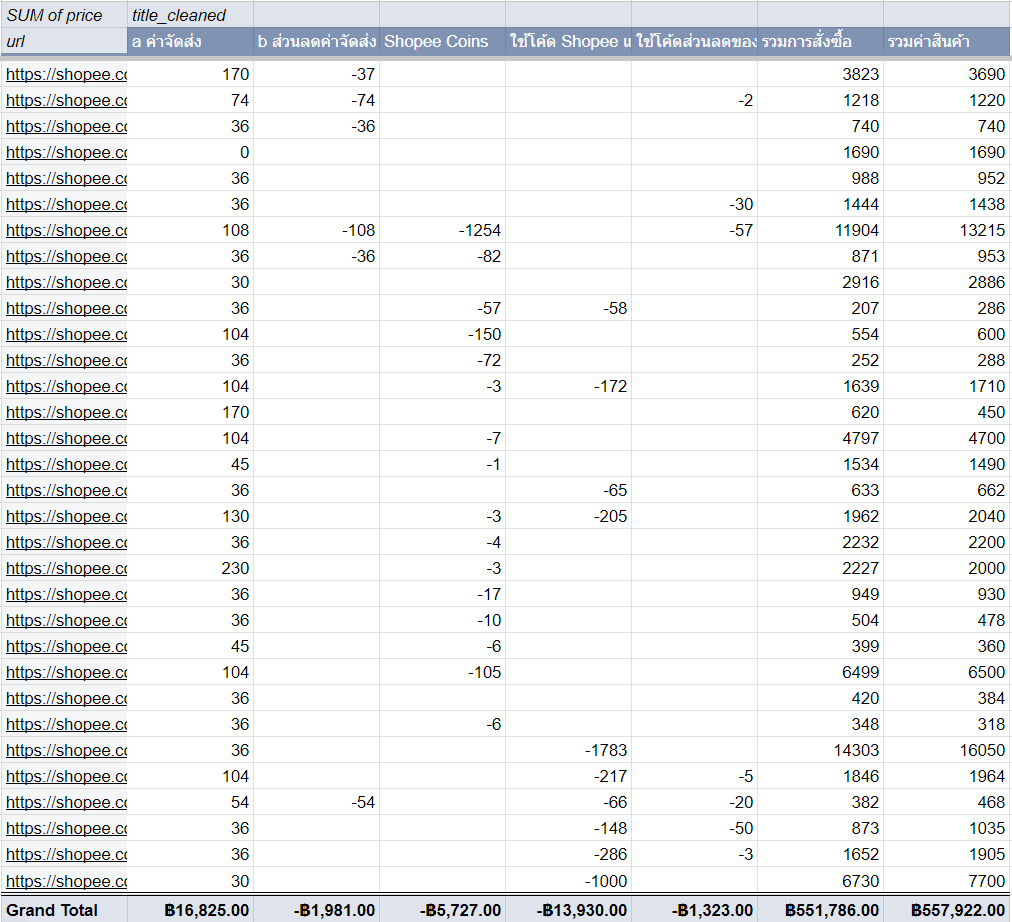 SUM of price title_cleaned
url a ค่าจัดส่ง b ส่วนลดค่าจัดส่ง Shopee Coins ใช้โค้ด Shopee แ ใช้โค้ดส่วนลดของ รวมการสั่งซื้อ รวมค่าสินค้า
https://shopee.co 170 -37 3823 3690
https://shopee.co 74 -74 -2 1218 1220
https://shopee.co 36 -36 740 740
https://shopee.co 0 1690 1690
https://shopee.co 36 988 952
https://shopee.co 36 -30 1444 1438
https://shopee.co 108 -108 -1254 -57 11904 13215
https://shopee.co 36 -36 -82 871 953
https://shopee.co 30 2916 2886
https://shopee.co 36 -57 -58 207 286
https://shopee.co 104 -150 554 600
https://shopee.co 36 -72 252 288
https://shopee.co 104 -3 -172 1639 1710
https://shopee.co 170 620 450
https://shopee.co 104 -7 4797 4700
https://shopee.co 45 -1 1534 1490
https://shopee.co 36 -65 633 662
https://shopee.co 130 -3 -205 1962 2040
https://shopee.co 36 -4 2232 2200
https://shopee.co 230 -3 2227 2000
https://shopee.co 36 -17 949 930
https://shopee.co 36 -10 504 478
https://shopee.co 45 -6 399 360
https://shopee.co 104 -105 6499 6500
https://shopee.co 36 420 384
https://shopee.co 36 -6 348 318
https://shopee.co 36 -1783 14303 16050
https://shopee.co 104 -217 -5 1846 1964
https://shopee.co 54 -54 -66 -20 382 468
https://shopee.co 36 -148 -50 873 1035
https://shopee.co 36 -286 -3 1652 1905
https://shopee.co 30 -1000 6730 7700
Grand Total ฿16,825.00 -฿1,981.00 -฿5,727.00 -฿13,930.00 -฿1,323.00 ฿551,786.00 ฿557,922.00